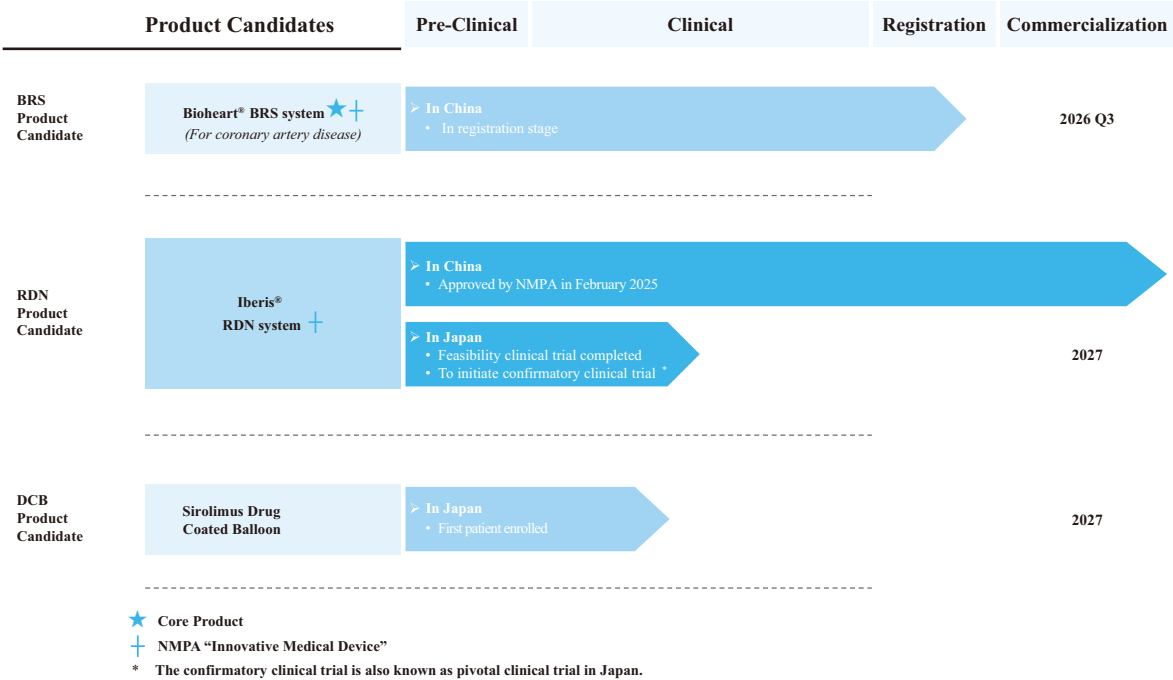 Product Candidates
Pre-Clinical
Clinical
Registration
Commercialization
BRS
Product
Candidate
Bioheart® BRS system
(For coronary artery disease)
➢ In China
• In registration stage
2026 Q3
RDN
Product
Candidate
Iberis®
RDN system
➢ In China
• Approved by NMPA in February 2025
➢ In Japan
• Feasibility clinical trial completed
• To initiate confirmatory clinical trial *
2027
DCB
Product
Candidate
Sirolimus Drug
Coated Balloon
➢ In Japan
• First patient enrolled
2027
Core Product
NMPA “Innovative Medical Device”
* The confirmatory clinical trial is also known as pivotal clinical trial in Japan.